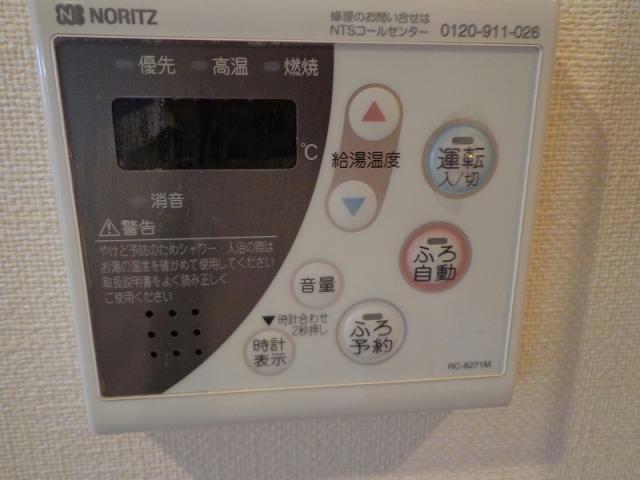 NORITZ
修理のお問い合せは
NTSコールセンター 0120-911-026
優先 高温 燃焼
℃
給湯温度
運転
入/切
消音
警告
やけど予防のためシャワー・入浴の際は
お湯の温度を確かめて使用してください
取扱説明書をよく読み正しく
ご使用ください
ふろ
自動
音量
▼時計合わせ
2秒押し
時計
表示
ふろ
予約
RC-8271M